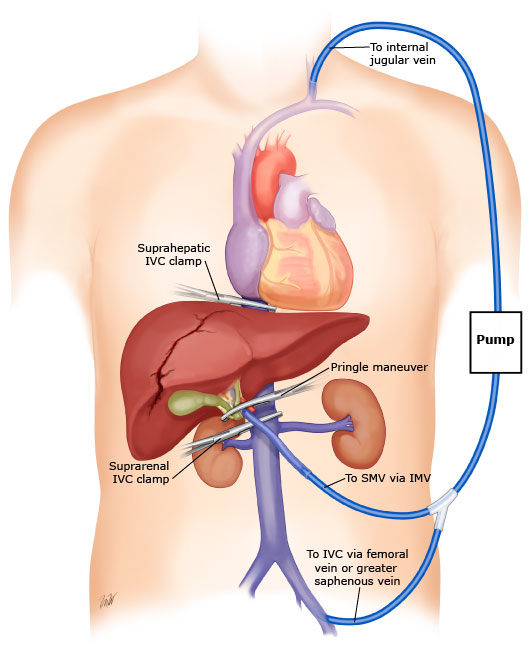 To internal
jugular vein
Suprahepatic
IVC clamp
Pump
Pringle maneuver
Suprarenal
IVC clamp
To SMV via IMV
To IVC via femoral
vein or greater
saphenous vein